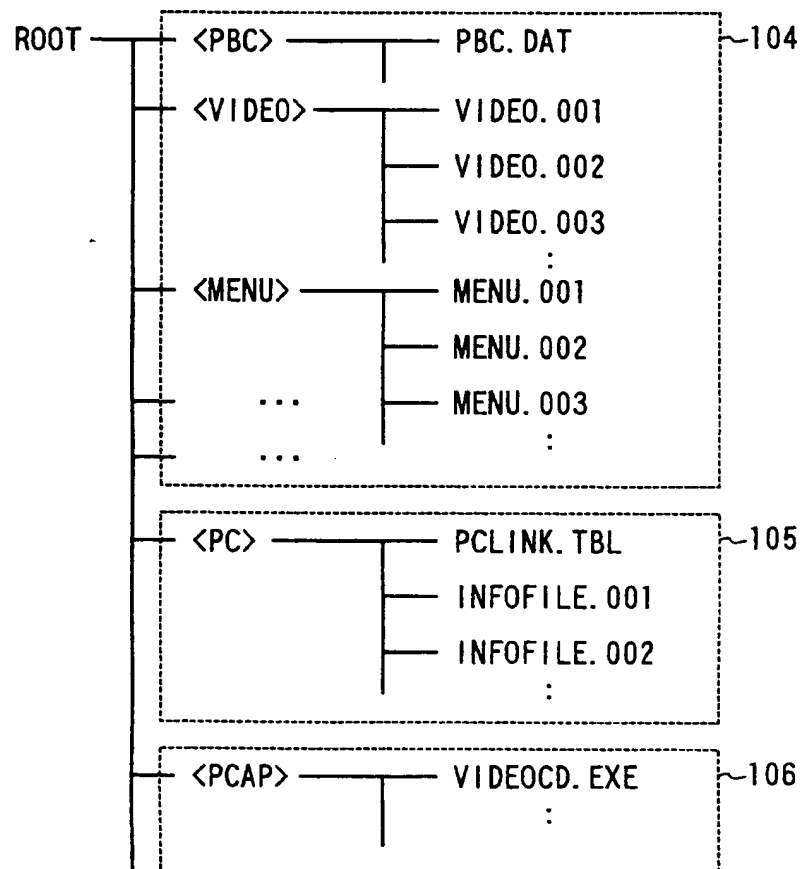 ROOT <PBC> PBC.DAT 104
<VIDEO> VIDEO.001
VIDEO.002
VIDEO.003
:
<MENU> MENU.001
MENU.002
... MENU.003
... :
<PC> PCLINK.TBL 105
INFOFILE.001
INFOFILE.002
:
<PCAP> VIDEOCD.EXE 106
: